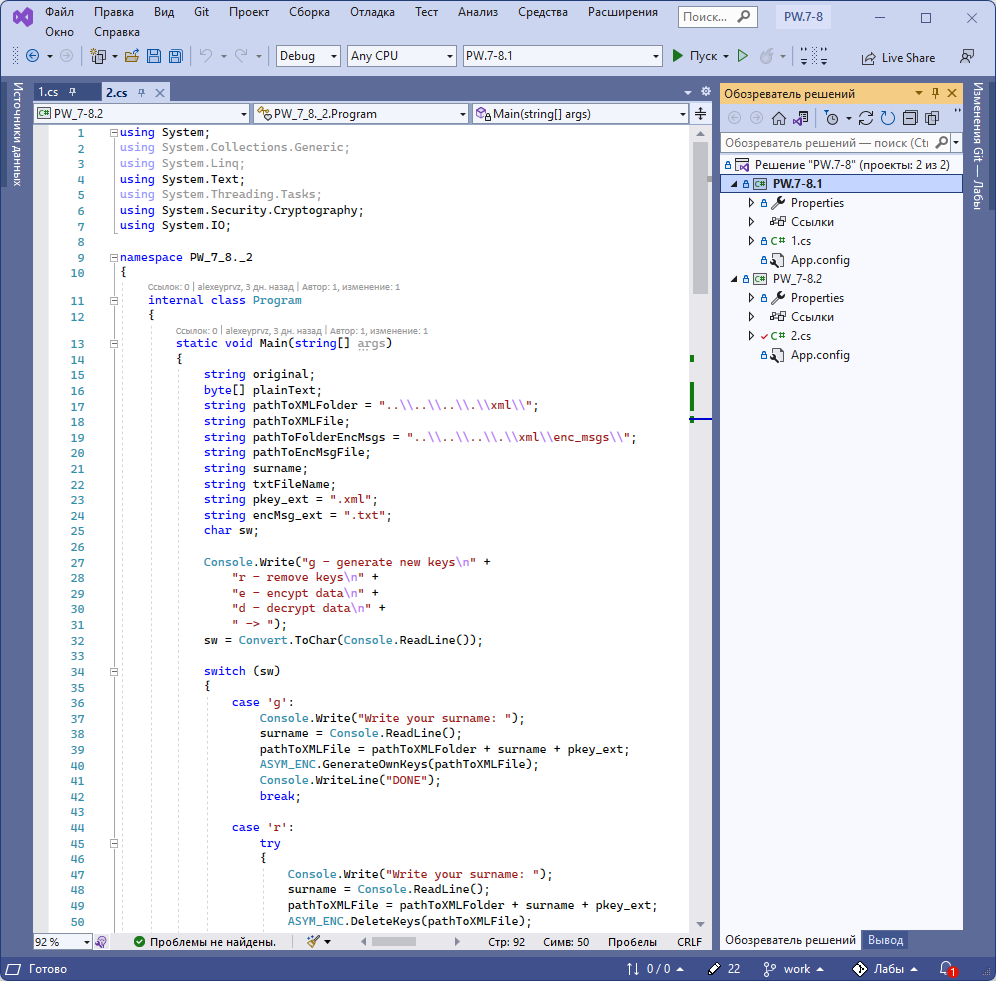 Файл Правка Вид Git Проект Сборка Отладка Тест Анализ Средства Расширения Поиск... PW.7-8
Окно Справка
Debug Any CPU PW.7-8.1 Пуск Live Share
Источники данных
1.cs 2.cs
PW_7-8.2 PW_7_8._2.Program Main(string[] args)
1 using System;
2 using System.Collections.Generic;
3 using System.Linq;
4 using System.Text;
5 using System.Threading.Tasks;
6 using System.Security.Cryptography;
7 using System.IO;
8
9 namespace PW_7_8._2
10 {
Ссылок: 0 | alexeyprvz, 3 дн. назад | Автор: 1, изменение: 1
11 internal class Program
12 {
Ссылок: 0 | alexeyprvz, 3 дн. назад | Автор: 1, изменение: 1
13 static void Main(string[] args)
14 {
15 string original;
16 byte[] plainText;
17 string pathToXMLFolder = "..\\..\\..\\.\\xml\\";
18 string pathToXMLFile;
19 string pathToFolderEncMsgs = "..\\..\\..\\.\\xml\\enc_msgs\\";
20 string pathToEncMsgFile;
21 string surname;
22 string txtFileName;
23 string pkey_ext = ".xml";
24 string encMsg_ext = ".txt";
25 char sw;
26
27 Console.Write("g - generate new keys\n" +
28 "r - remove keys\n" +
29 "e - encypt data\n" +
30 "d - decrypt data\n" +
31 " -> ");
32 sw = Convert.ToChar(Console.ReadLine());
33
34 switch (sw)
35 {
36 case 'g':
37 Console.Write("Write your surname: ");
38 surname = Console.ReadLine();
39 pathToXMLFile = pathToXMLFolder + surname + pkey_ext;
40 ASYM_ENC.GenerateOwnKeys(pathToXMLFile);
41 Console.WriteLine("DONE");
42 break;
43
44 case 'r':
45 try
46 {
47 Console.Write("Write your surname: ");
48 surname = Console.ReadLine();
49 pathToXMLFile = pathToXMLFolder + surname + pkey_ext;
50 ASYM_ENC.DeleteKeys(pathToXMLFile);
92 % Проблемы не найдены. Стр: 92 Симв: 50 Пробелы CRLF
Обозреватель решений
Обозреватель решений — поиск (Ctr
Решение "PW.7-8" (проекты: 2 из 2)
C# PW.7-8.1
Properties
Ссылки
C# 1.cs
App.config
C# PW_7-8.2
Properties
Ссылки
C# 2.cs
App.config
Обозреватель решений Вывод
Изменения Git — Лабы
Готово 0 / 0 22 work Лабы 1